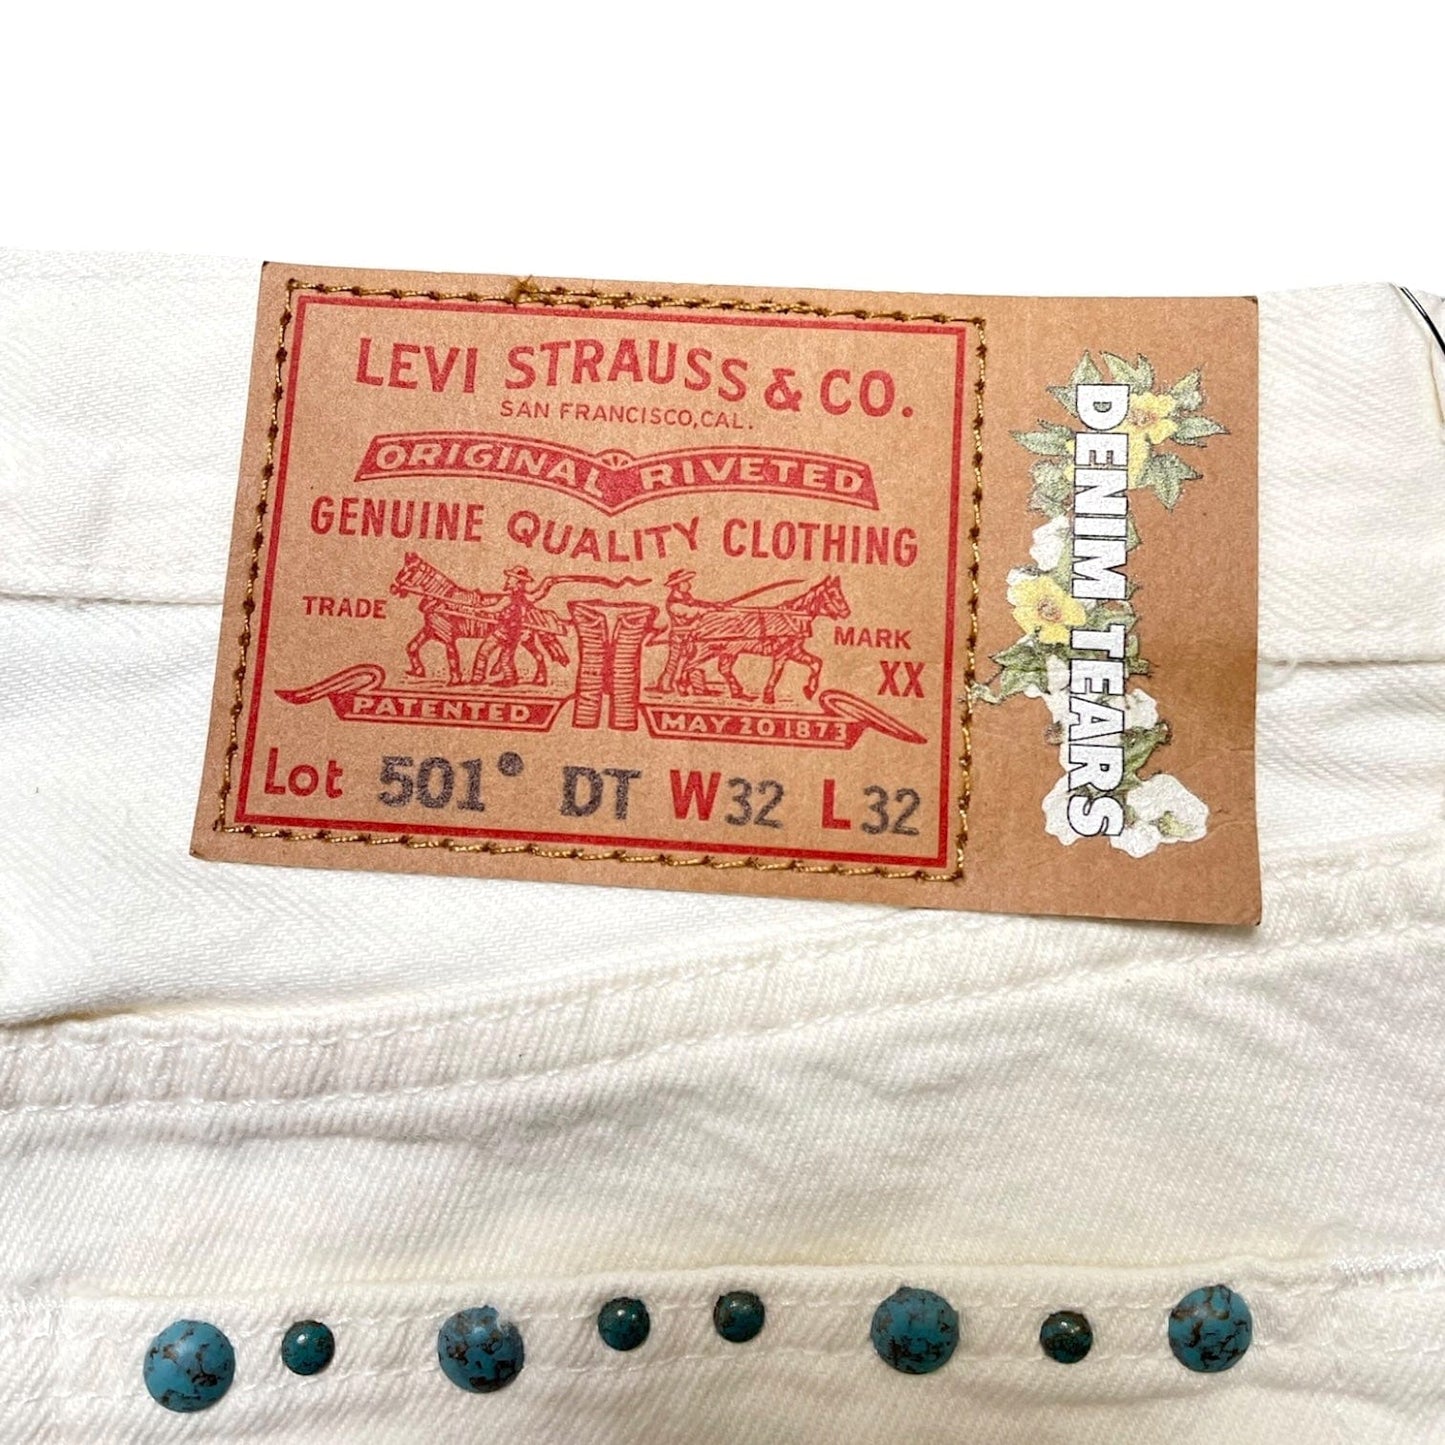 LEVI STRAUSS & CO.
SAN FRANCISCO, CAL.
ORIGINAL RIVETED
GENUINE QUALITY CLOTHING
TRADE MARK
XX
PATENTED MAY 20 1873
Lot 501° DT W32 L32
DENIM TEARS